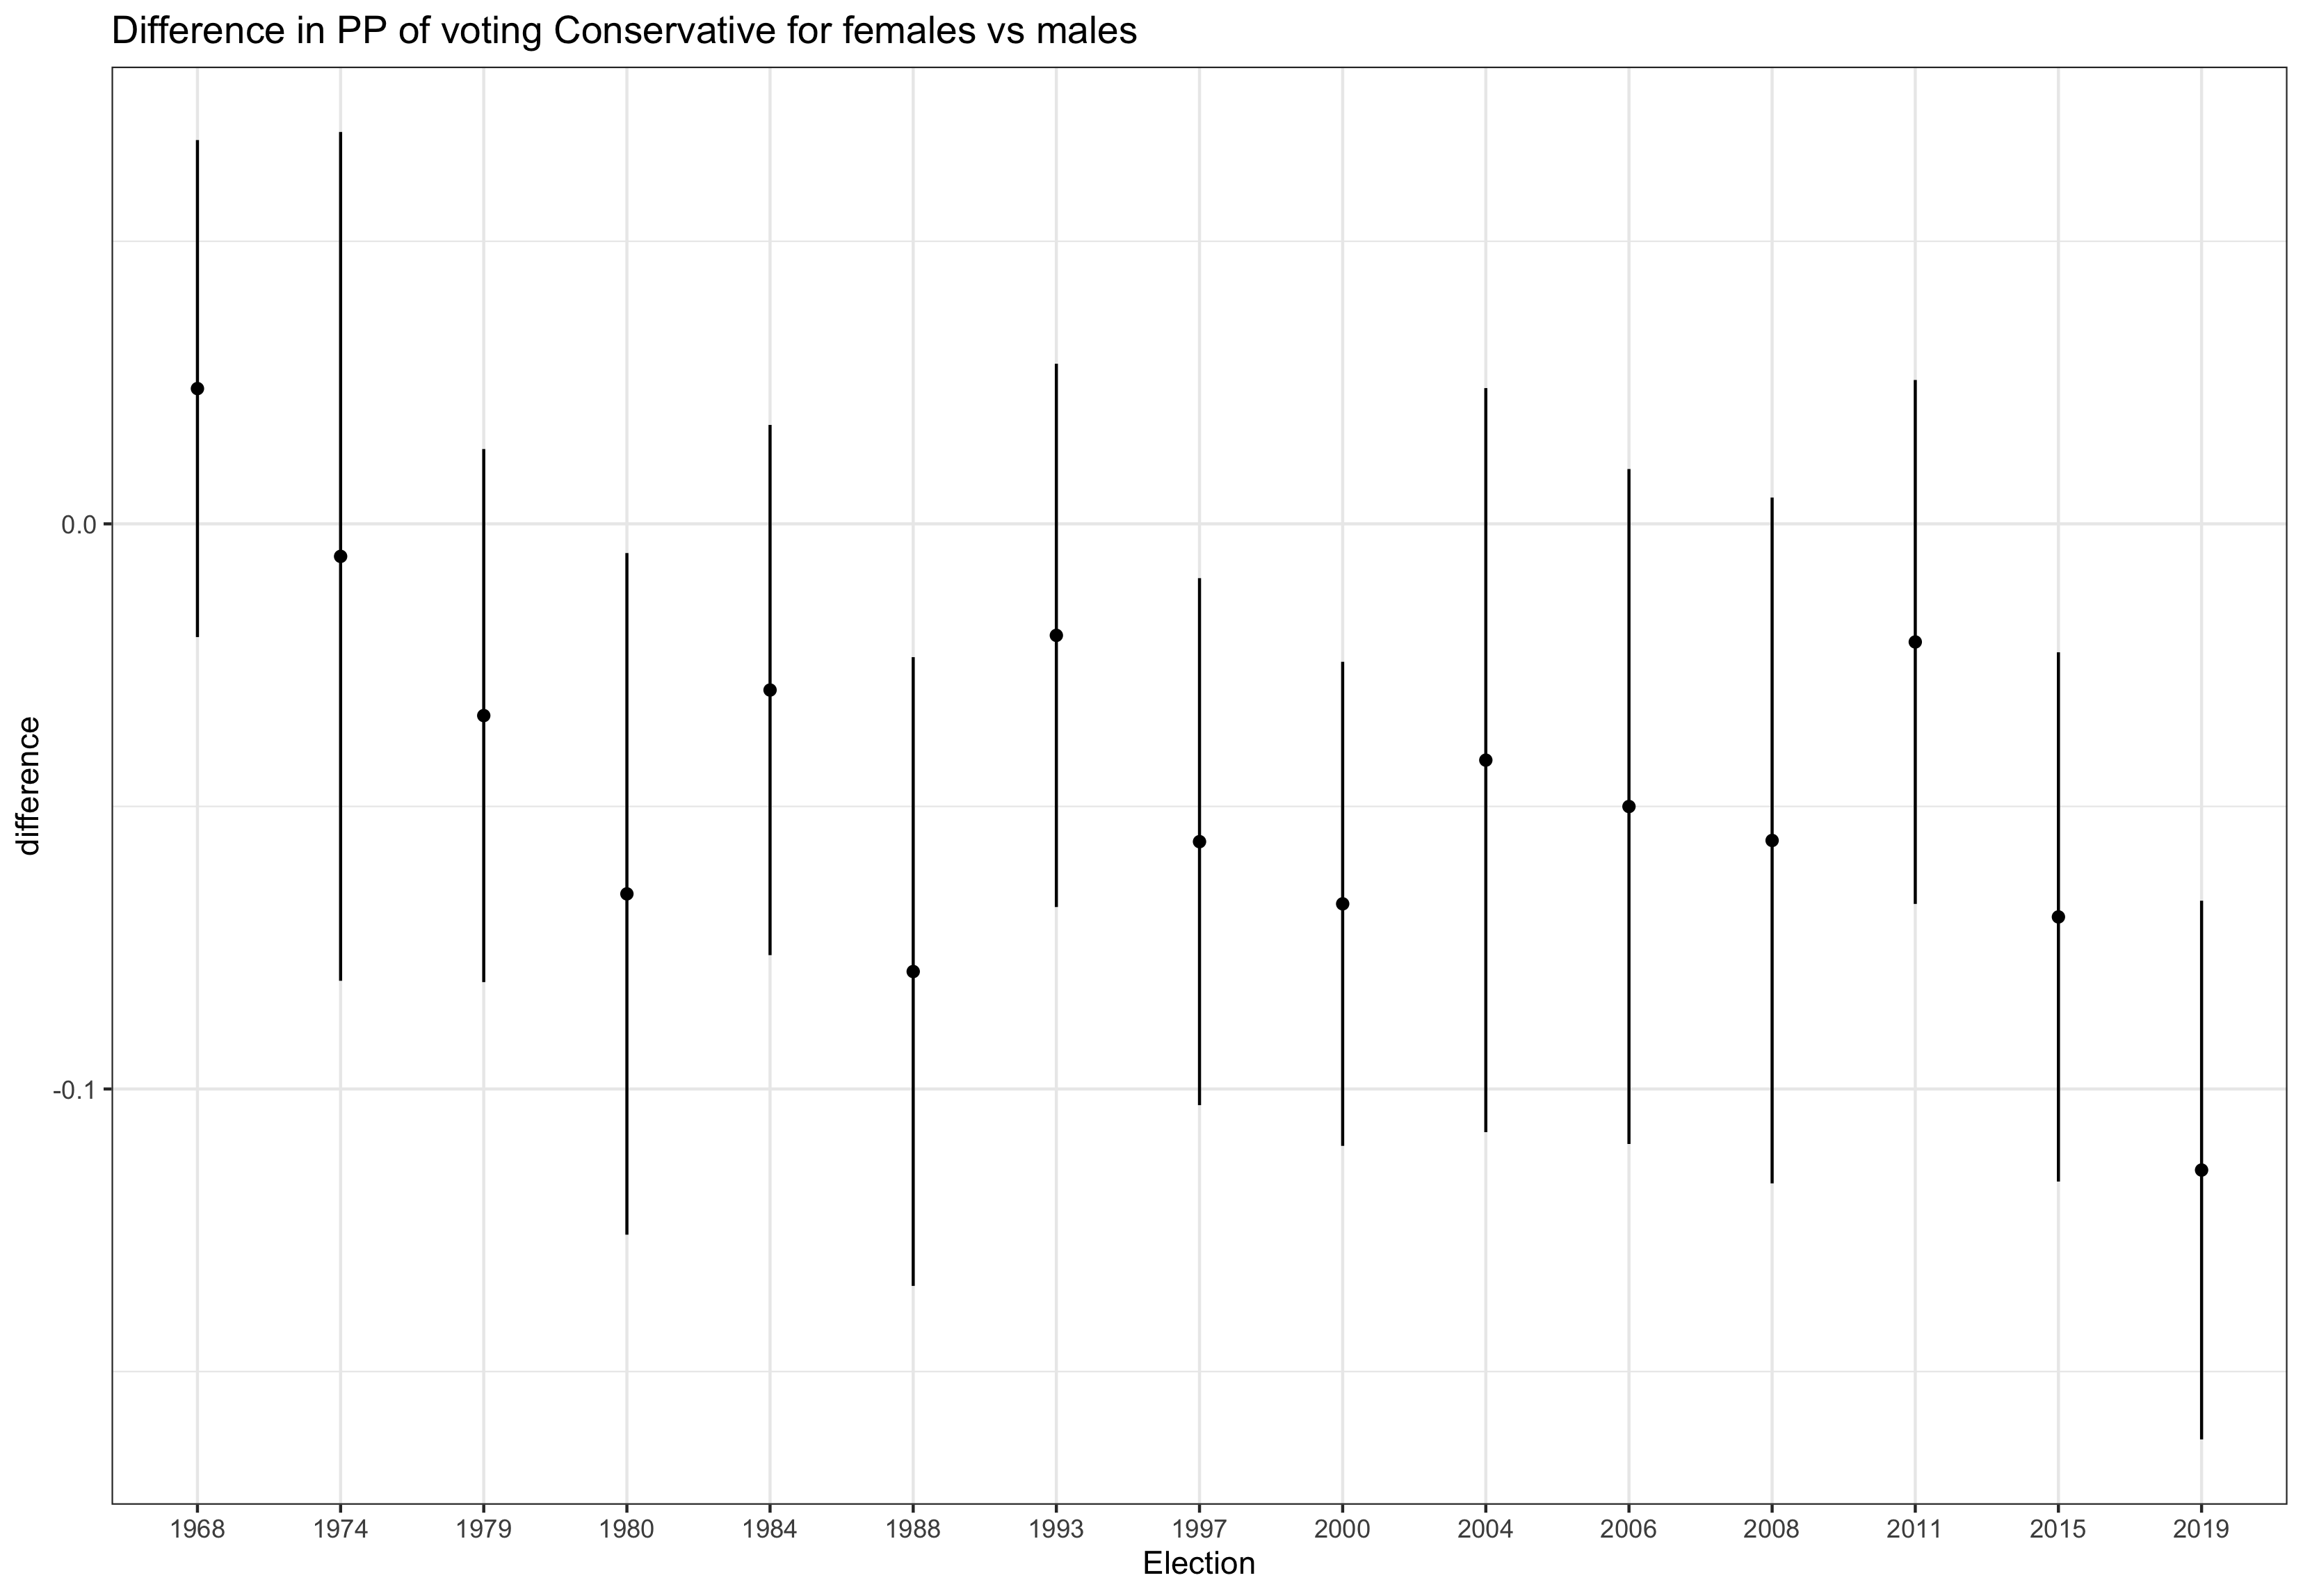 Difference in PP of voting Conservative for females vs males
difference
0.0
-0.1
1968 1974 1979 1980 1984 1988 1993 1997 2000 2004 2006 2008 2011 2015 2019
Election